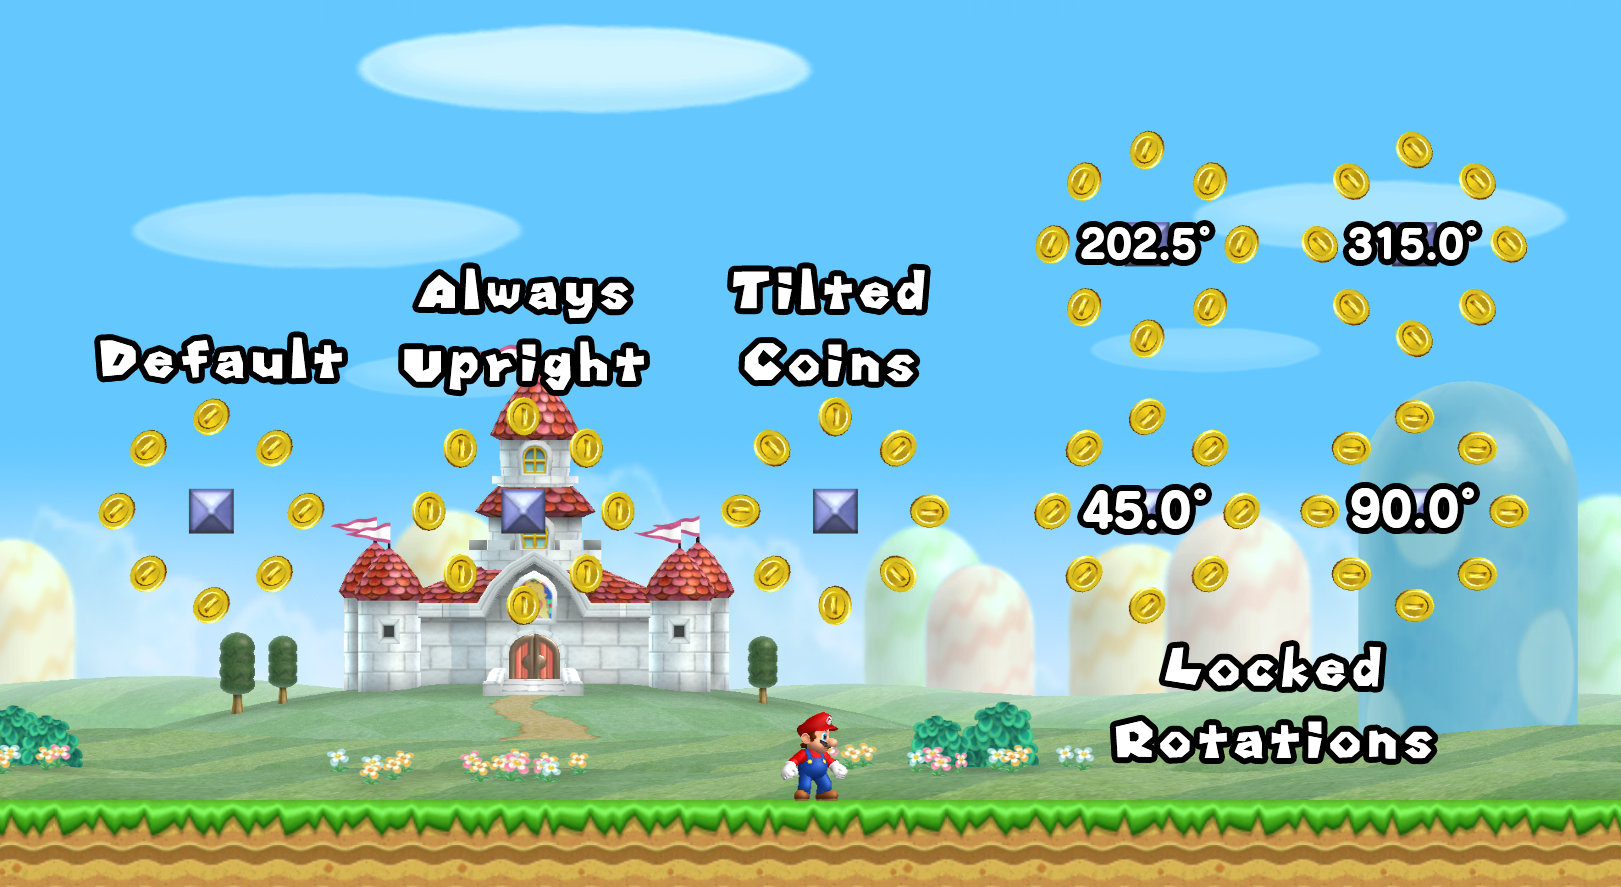 Default
Always
Upright
Tilted
Coins
202.5°
315.0°
45.0°
90.0°
Locked
Rotations